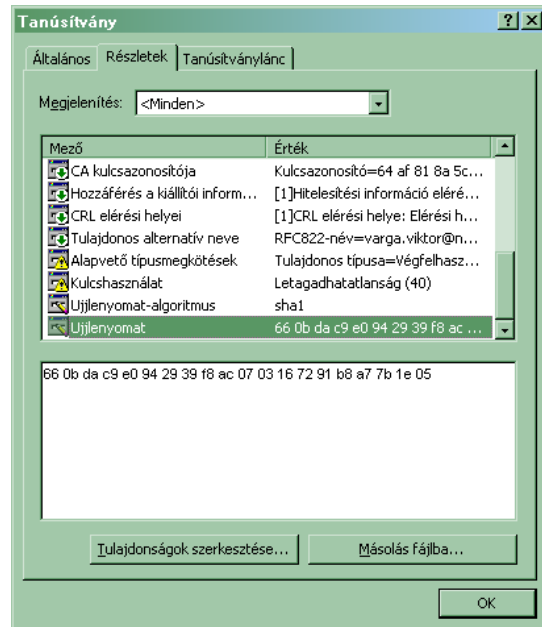 Tanúsítvány
Általános Részletek Tanúsítványlánc
Megjelenítés: <Minden>
Mező Érték
CA kulcsazonosítója Kulcsazonosító=64 af 81 8a 5c...
Hozzáférés a kiállítói inform... [1]Hitelesítési információ eléré...
CRL elérési helyei [1]CRL elérési helye: Elérési h...
Tulajdonos alternatív neve RFC822-név=varga.viktor@n...
Alapvető típusmegkötések Tulajdonos típusa=Végfelhasz...
Kulcshasználat Letagadhatatlanság (40)
Ujjlenyomat-algoritmus sha1
Ujjlenyomat 66 0b da c9 e0 94 29 39 f8 ac ...
66 0b da c9 e0 94 29 39 f8 ac 07 03 16 72 91 b8 a7 7b 1e 05
Tulajdonságok szerkesztése... Másolás fájlba...
OK